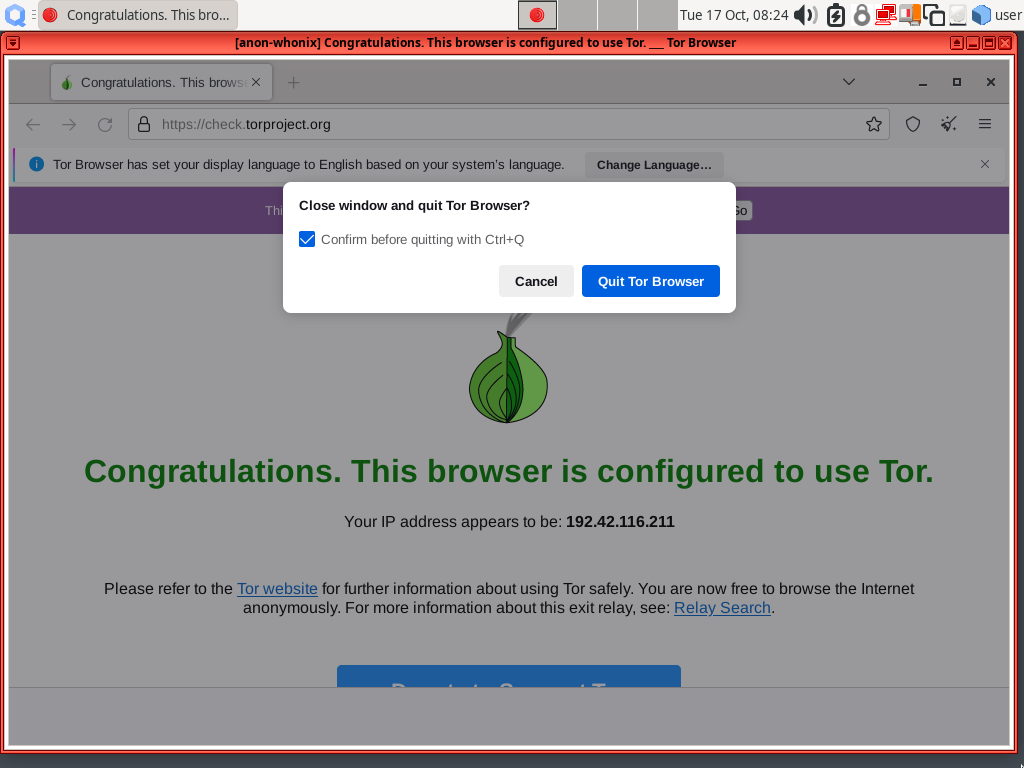 Congratulations. This bro...
Tue 17 Oct, 08:24
user
[anon-whonix] Congratulations. This browser is configured to use Tor. __ Tor Browser
Congratulations. This browse
https://check.torproject.org
Tor Browser has set your display language to English based on your system's language.
Change Language...
Thi
Go
Close window and quit Tor Browser?
Confirm before quitting with Ctrl+Q
Cancel
Quit Tor Browser
Congratulations. This browser is configured to use Tor.
Your IP address appears to be: 192.42.116.211
Please refer to the Tor website for further information about using Tor safely. You are now free to browse the Internet
anonymously. For more information about this exit relay, see: Relay Search.